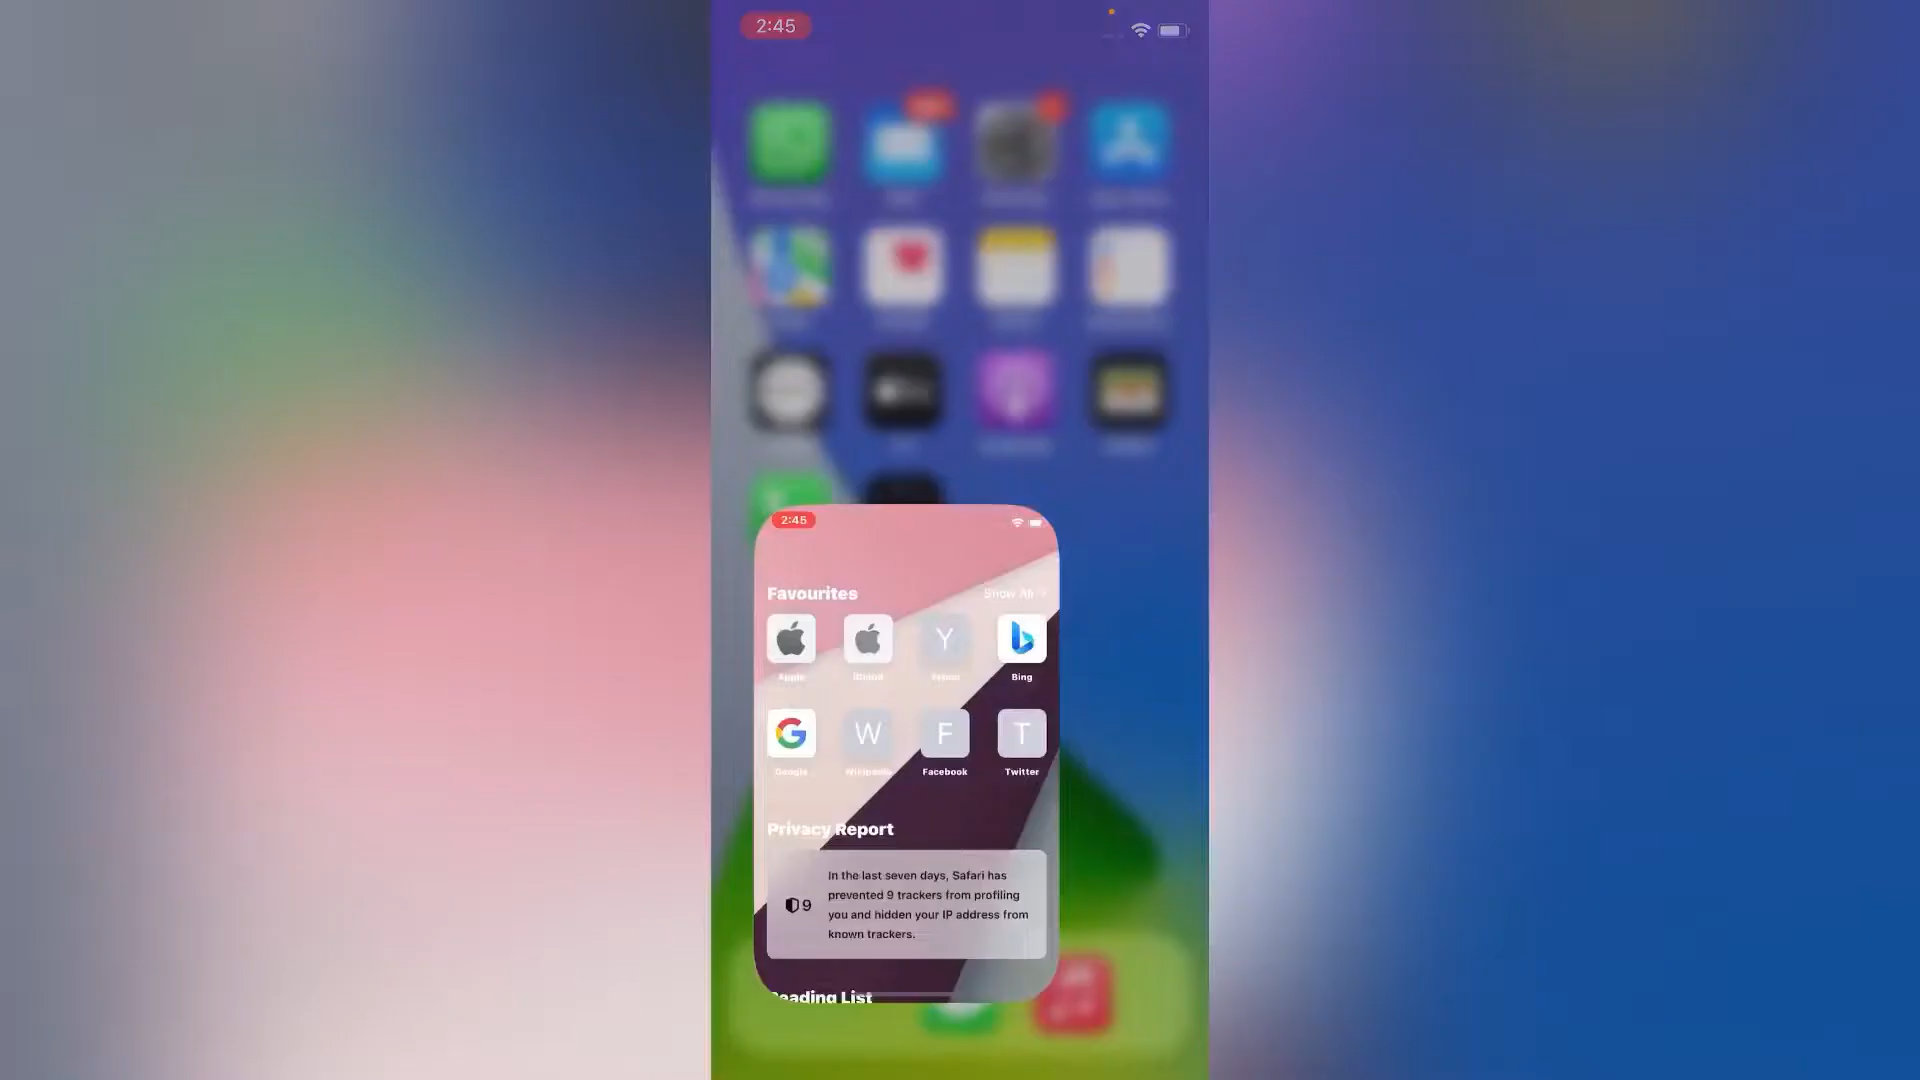 2:45
2:45
Favourites
Show All
Apple
iCloud
Y
Bing
Google
W
Wikipedia
F
Facebook
T
Twitter
Privacy Report
9
In the last seven days, Safari has
prevented 9 trackers from profiling
you and hidden your IP address from
known trackers.
Reading List